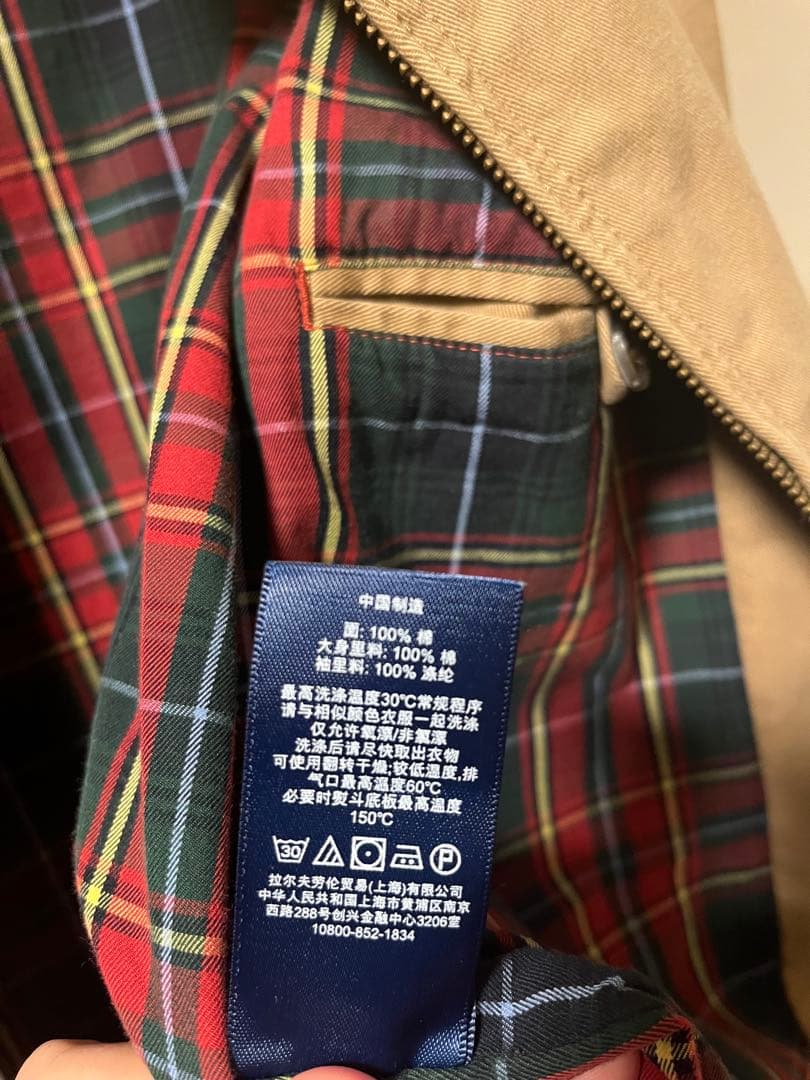 中国制造
面: 100% 棉
大身里料: 100% 棉
袖里料: 100% 涤纶
最高洗涤温度30℃常规程序
请与相似颜色衣服一起洗涤
仅允许氧漂/非氯漂
洗涤后请尽快取出衣物
可使用翻转干燥;较低温度,排
气口最高温度60℃
必要时熨斗底板最高温度
150℃
30 P
拉尔夫劳伦贸易(上海)有限公司
中华人民共和国上海市黄浦区南京
西路288号创兴金融中心3206室
10800-852-1834